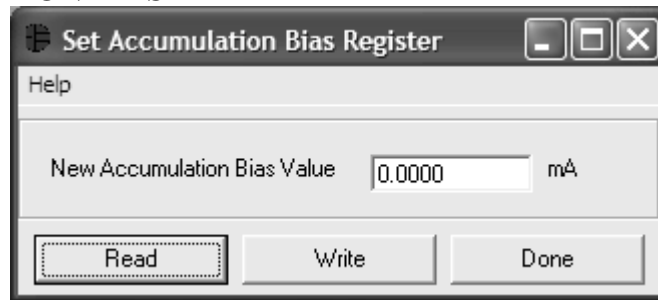 Set Accumulation Bias Register
Help
New Accumulation Bias Value 0.0000 mA
Read Write Done